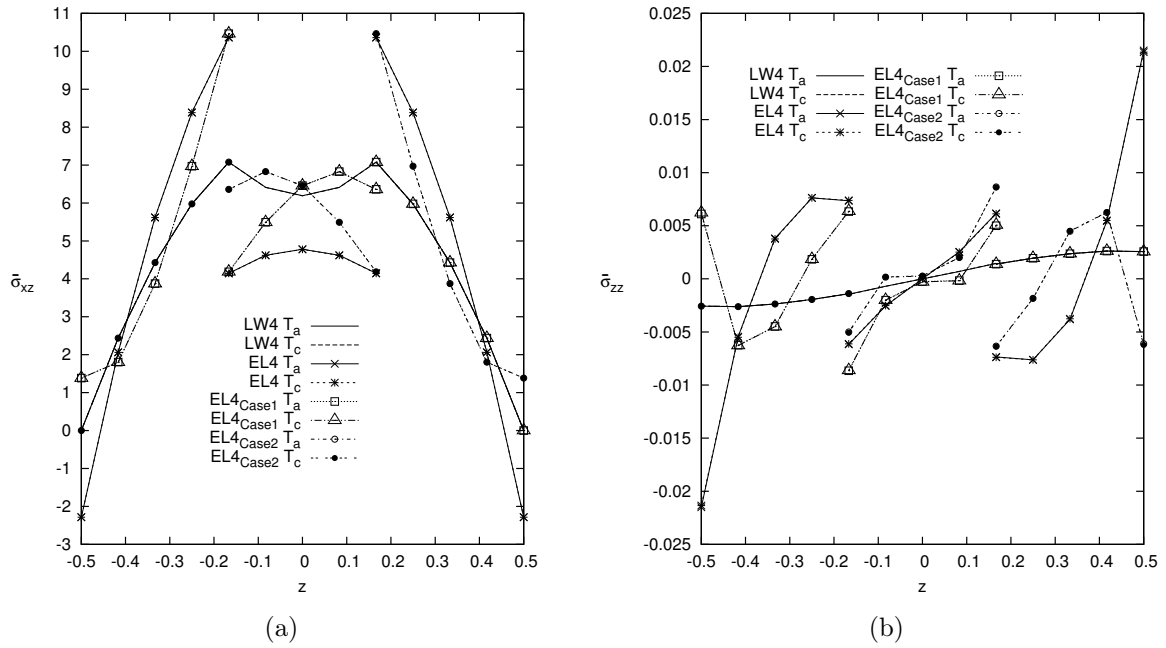 11
10
9
8
7
6
5
4
3
2
1
0
-1
-2
-3
σ̄xz
LW4 Ta
LW4 Tc
EL4 Ta
EL4 Tc
EL4Case1 Ta
EL4Case1 Tc
EL4Case2 Ta
EL4Case2 Tc
-0.5 -0.4 -0.3 -0.2 -0.1 0 0.1 0.2 0.3 0.4 0.5
z
(a)
0.025
0.02
0.015
0.01
0.005
0
-0.005
-0.01
-0.015
-0.02
-0.025
σ̄zz
LW4 Ta EL4Case1 Ta
LW4 Tc EL4Case1 Tc
EL4 Ta EL4Case2 Ta
EL4 Tc EL4Case2 Tc
-0.5 -0.4 -0.3 -0.2 -0.1 0 0.1 0.2 0.3 0.4 0.5
z
(b)